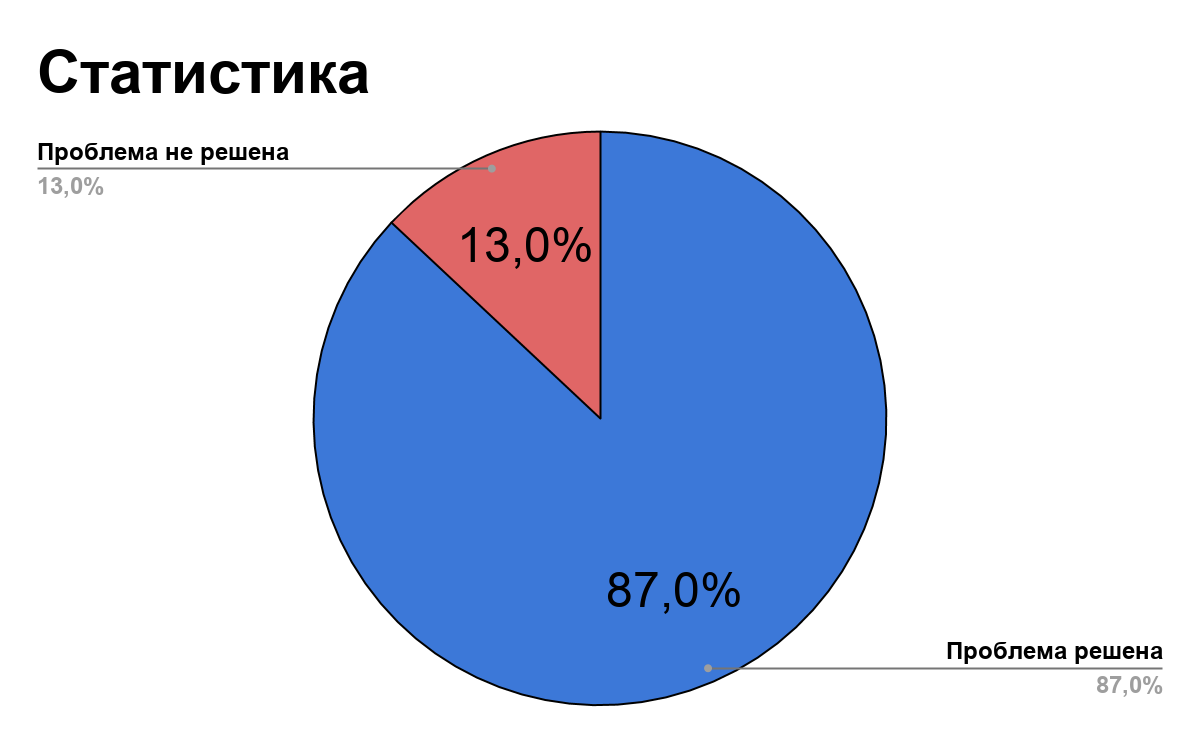 Статистика
Проблема не решена
13,0%
13,0%
87,0%
Проблема решена
87,0%